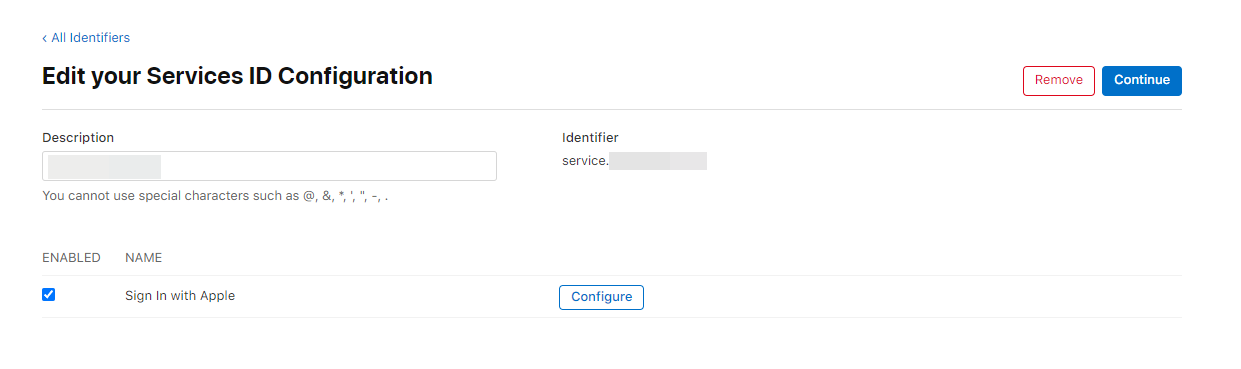 ‹ All Identifiers
Edit your Services ID Configuration
Remove
Continue
Description
Identifier
service.
You cannot use special characters such as @, &, *, ', ", -, .
ENABLED NAME
Sign In with Apple
Configure